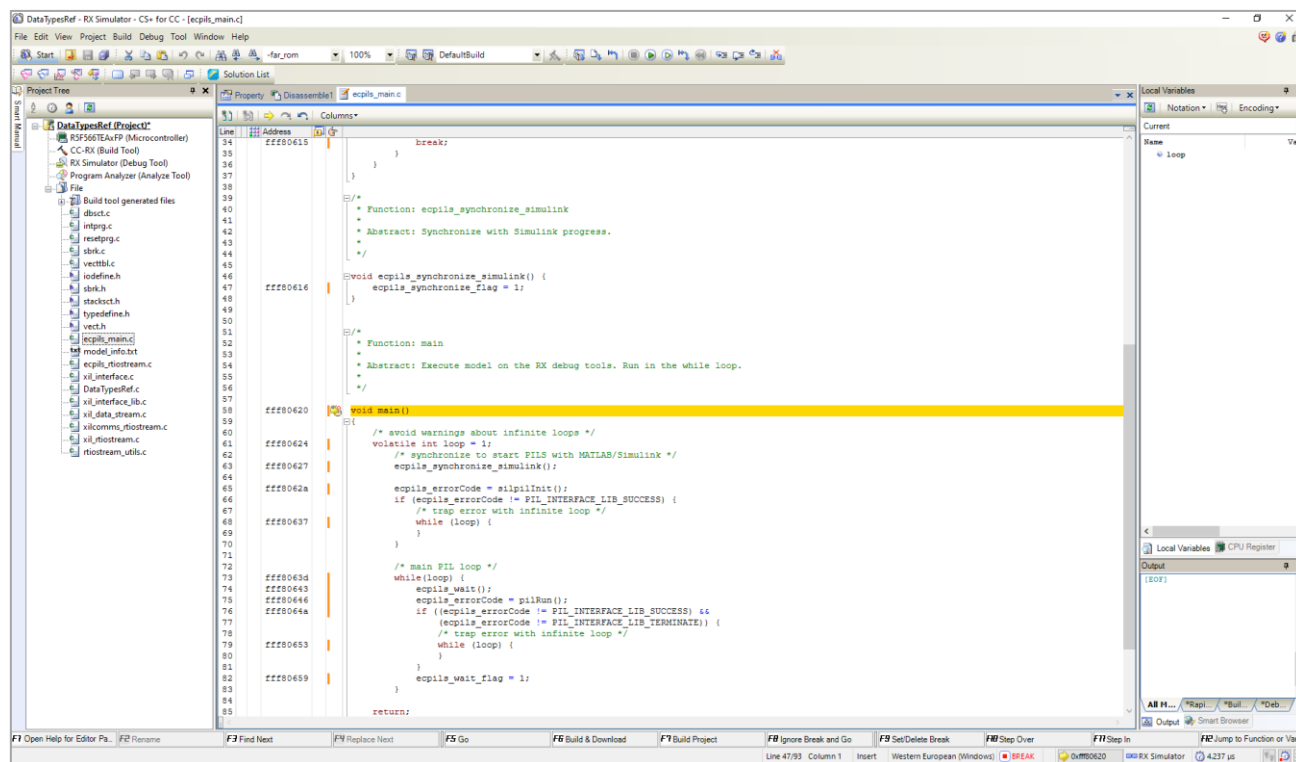 DataTypesRef - RX Simulator - CS+ for CC - [ecpils_main.c]
File Edit View Project Build Debug Tool Window Help
Start -far_rom 100% DefaultBuild
Solution List
Project Tree
Smart Manual
DataTypesRef (Project)*
R5F566TEAxFP (Microcontroller)
CC-RX (Build Tool)
RX Simulator (Debug Tool)
Program Analyzer (Analyze Tool)
File
Build tool generated files
dbsct.c
intprg.c
resetprg.c
sbrk.c
vecttbl.c
iodefine.h
sbrk.h
stacksct.h
typedefine.h
vect.h
ecpils_main.c
txt model_info.txt
ecpils_rtiostream.c
xil_interface.c
DataTypesRef.c
xil_interface_lib.c
xil_data_stream.c
xilcomms_rtiostream.c
xil_rtiostream.c
rtiostream_utils.c
Property Disassemble1 ecpils_main.c
Columns
Line Address
34 fff80615 break;
35 }
36 }
37 }
38
39 /*
40 * Function: ecpils_synchronize_simulink
41 *
42 * Abstract: Synchronize with Simulink progress.
43 *
44 */
45
46 void ecpils_synchronize_simulink() {
47 fff80616 ecpils_synchronize_flag = 1;
48 }
49
50
51 /*
52 * Function: main
53 *
54 * Abstract: Execute model on the RX debug tools. Run in the while loop.
55 *
56 */
57
58 fff80620 void main()
59 {
60 /* avoid warnings about infinite loops */
61 fff80624 volatile int loop = 1;
62 /* synchronize to start PILS with MATLAB/Simulink */
63 fff80627 ecpils_synchronize_simulink();
64
65 fff8062a ecpils_errorCode = silpilInit();
66 if (ecpils_errorCode != PIL_INTERFACE_LIB_SUCCESS) {
67 /* trap error with infinite loop */
68 fff80637 while (loop) {
69 }
70 }
71
72 /* main PIL loop */
73 fff8063d while(loop) {
74 fff80643 ecpils_wait();
75 fff80646 ecpils_errorCode = pilRun();
76 fff8064a if ((ecpils_errorCode != PIL_INTERFACE_LIB_SUCCESS) &&
77 (ecpils_errorCode != PIL_INTERFACE_LIB_TERMINATE)) {
78 /* trap error with infinite loop */
79 fff80653 while (loop) {
80 }
81 }
82 fff80659 ecpils_wait_flag = 1;
83 }
84
85 return;
Local Variables
Notation Encoding
Current
Name Va
loop
Local Variables CPU Register
Output
[EOF]
All M... *Rapi... *Buil... *Deb...
Output Smart Browser
F1 Open Help for Editor Pa.. F2 Rename F3 Find Next F4 Replace Next F5 Go F6 Build & Download F7 Build Project F8 Ignore Break and Go F9 Set/Delete Break F10 Step Over F11 Step In F12 Jump to Function or Va
Line 47/93 Column 1 Insert Western European (Windows) BREAK 0xfff80620 RX Simulator 4.237 µs